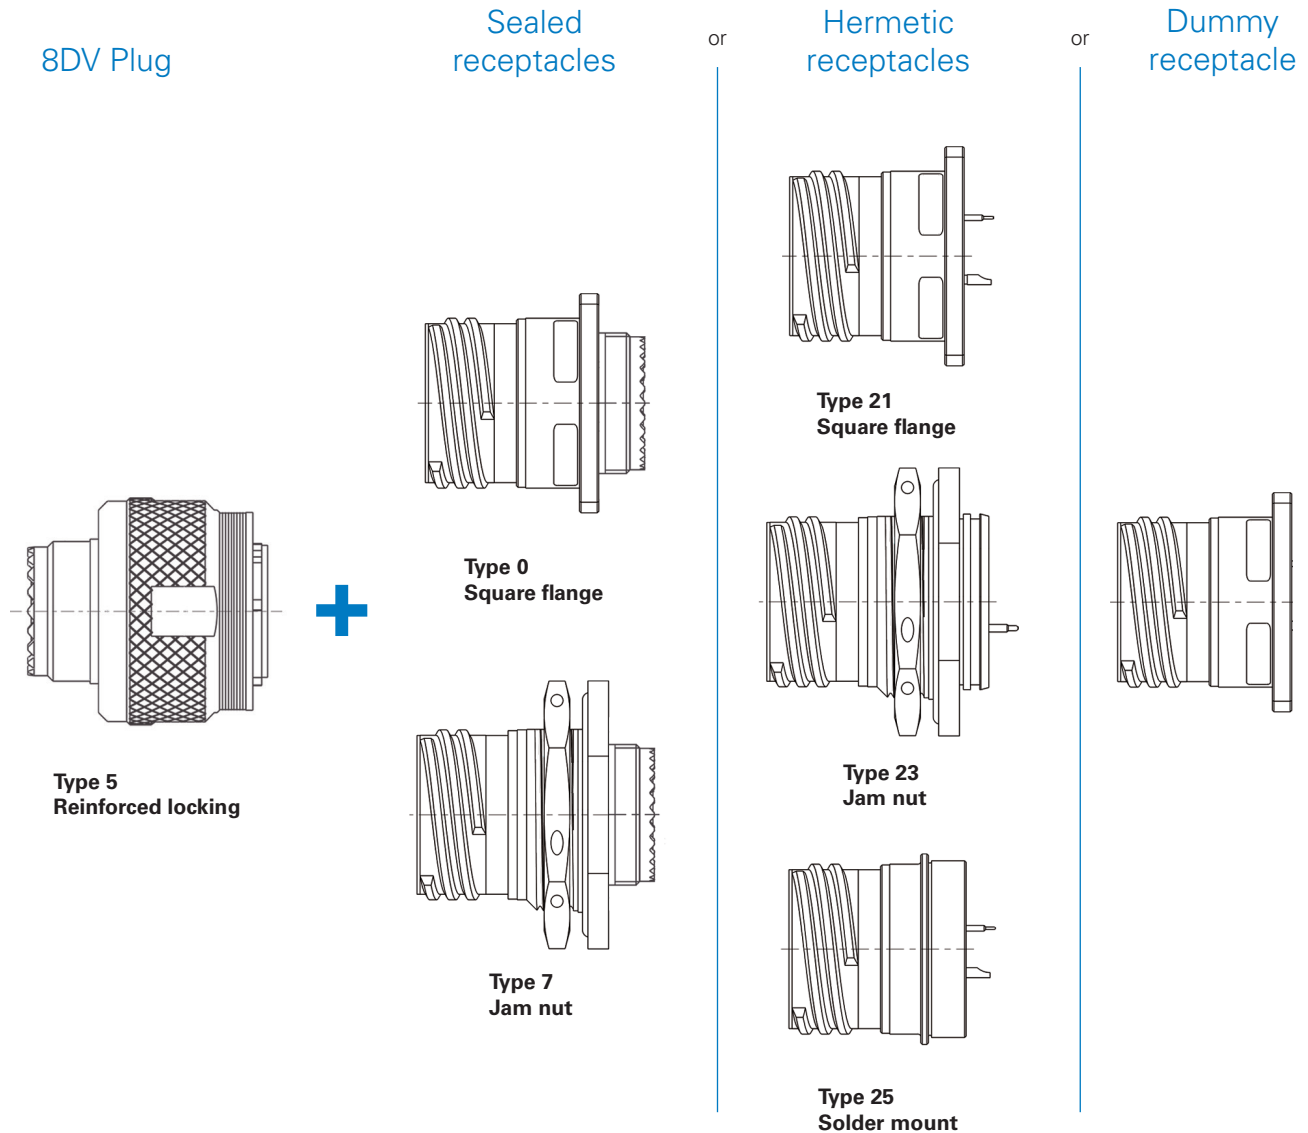 8DV Plug
Sealed
receptacles
or
Hermetic
receptacles
or
Dummy
receptacle
Type 5
Reinforced locking
Type 0
Square flange
Type 7
Jam nut
Type 21
Square flange
Type 23
Jam nut
Type 25
Solder mount